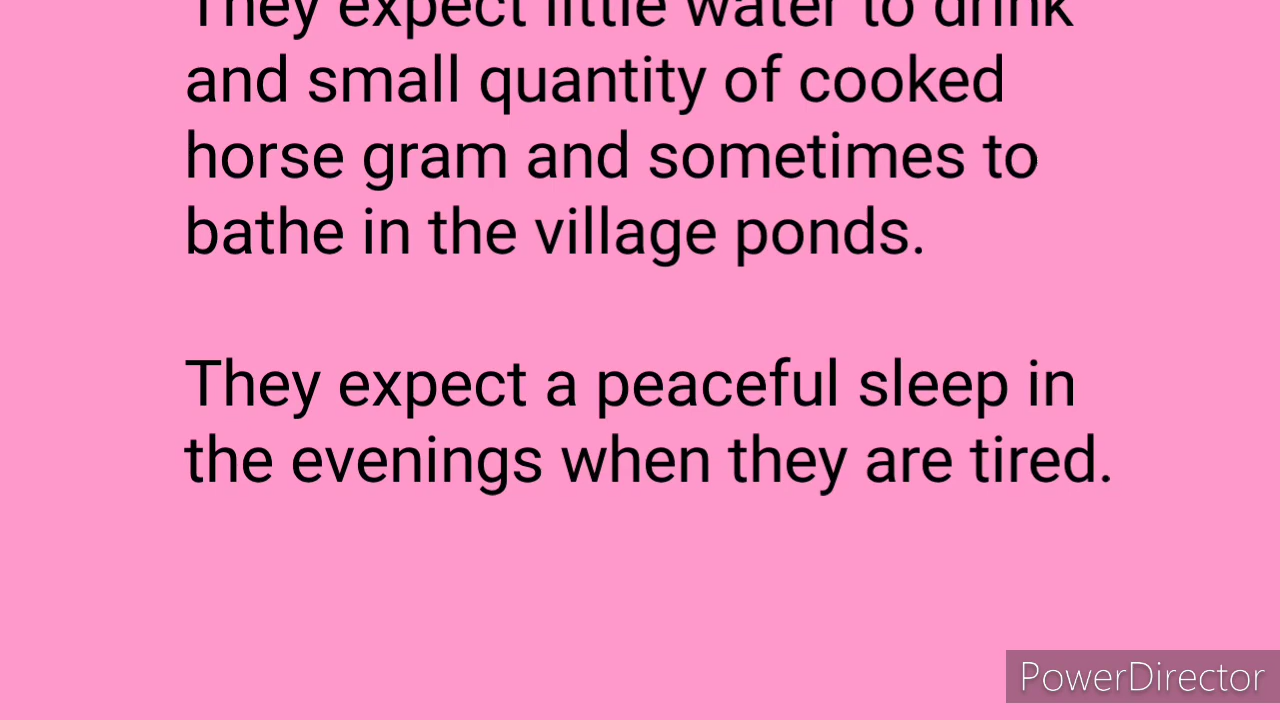 They expect little water to drink
and small quantity of cooked
horse gram and sometimes to
bathe in the village ponds.
They expect a peaceful sleep in
the evenings when they are tired.
PowerDirector